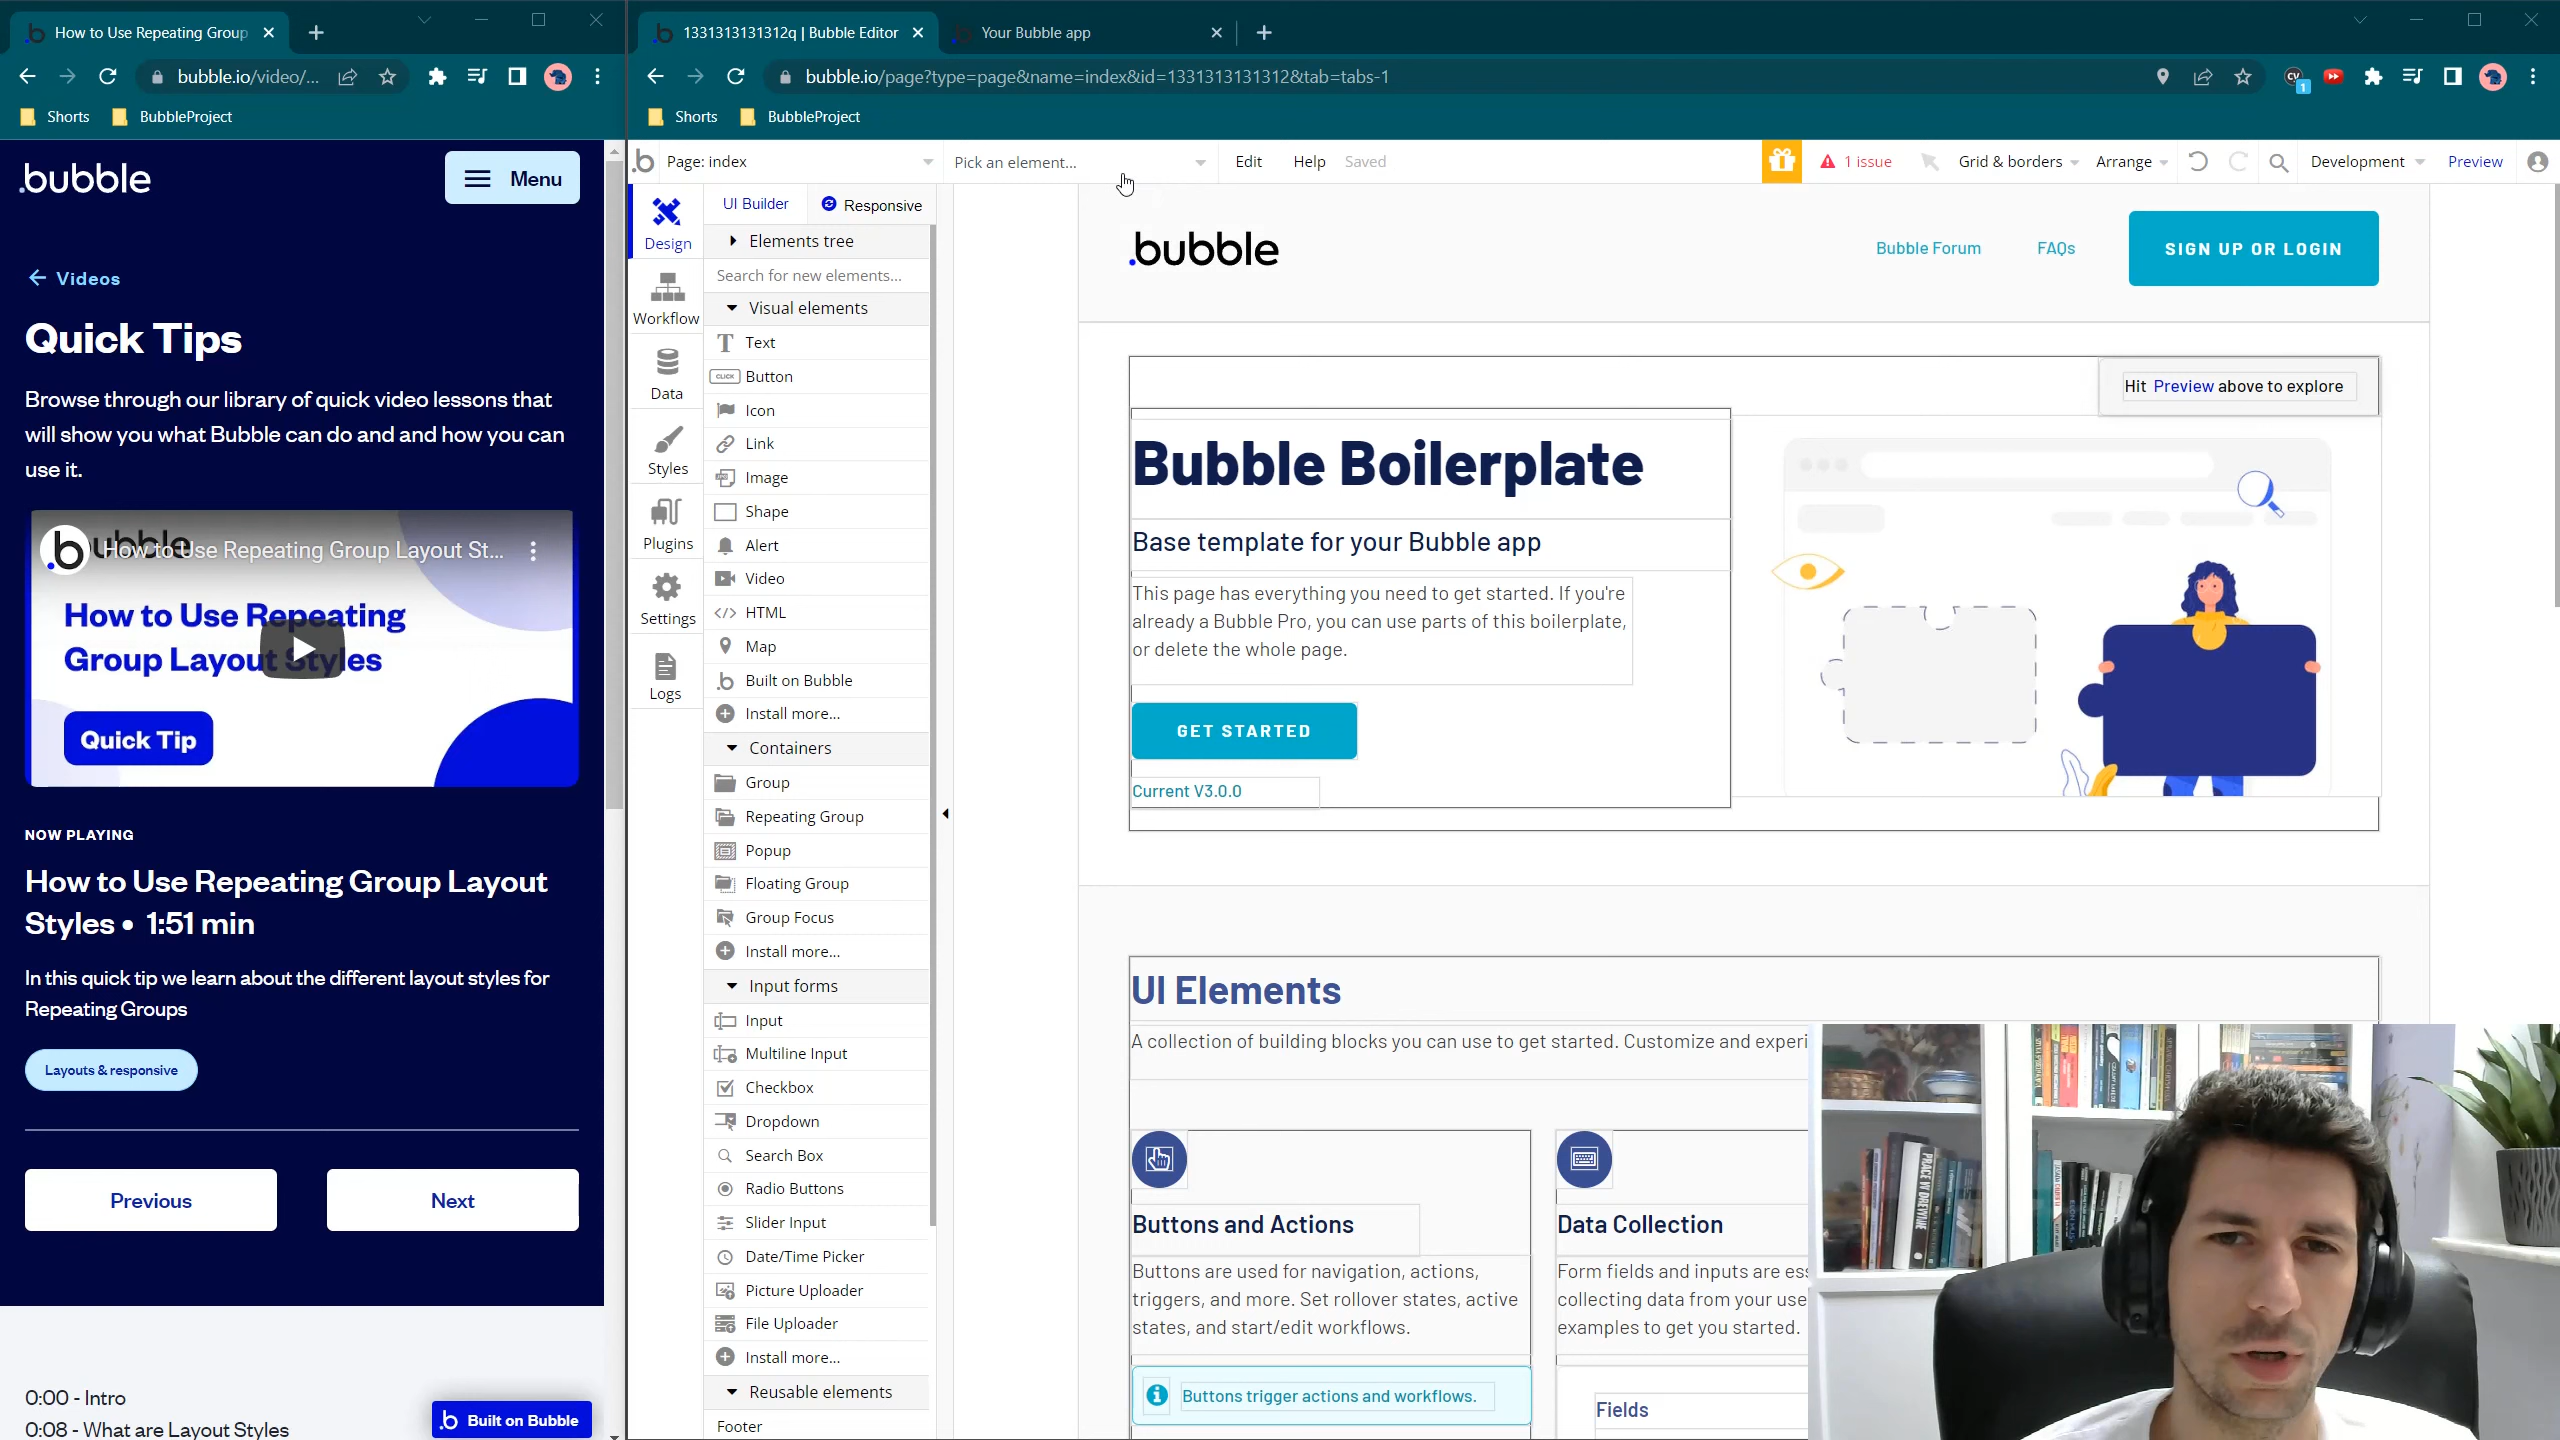 How to Use Repeating Group
bubble.io/video/...
Shorts
BubbleProject
.bubble
Menu
← Videos
Quick Tips
Browse through our library of quick video lessons that
will show you what Bubble can do and and how you can
use it.
How to Use Repeating Group Layout St...
How to Use Repeating
Group Layout Styles
Quick Tip
NOW PLAYING
How to Use Repeating Group Layout
Styles • 1:51 min
In this quick tip we learn about the different layout styles for
Repeating Groups
Layouts & responsive
Previous
Next
0:00 - Intro
0:08 - What are Layout Styles
Built on Bubble
1331313131312q | Bubble Editor
Your Bubble app
bubble.io/page?type=page&name=index&id=1331313131312&tab=tabs-1
Shorts
BubbleProject
Page: index
Pick an element...
Edit
Help
Saved
1 issue
Grid & borders
Arrange
Development
Preview
Design
Workflow
Data
Styles
Plugins
Settings
Logs
UI Builder
Responsive
Elements tree
Search for new elements...
Visual elements
Text
CLICK Button
Icon
Link
Image
Shape
Alert
Video
HTML
Map
Built on Bubble
Install more...
Containers
Group
Repeating Group
Popup
Floating Group
Group Focus
Install more...
Input forms
Input
Multiline Input
Checkbox
Dropdown
Search Box
Radio Buttons
Slider Input
Date/Time Picker
Picture Uploader
File Uploader
Install more...
Reusable elements
Footer
.bubble
Bubble Forum
FAQs
SIGN UP OR LOGIN
Hit Preview above to explore
Bubble Boilerplate
Base template for your Bubble app
This page has everything you need to get started. If you're
already a Bubble Pro, you can use parts of this boilerplate,
or delete the whole page.
GET STARTED
Current V3.0.0
UI Elements
A collection of building blocks you can use to get started. Customize and experi
Buttons and Actions
Buttons are used for navigation, actions,
triggers, and more. Set rollover states, active
states, and start/edit workflows.
Buttons trigger actions and workflows.
Data Collection
Form fields and inputs are es
collecting data from your use
examples to get you started.
Fields